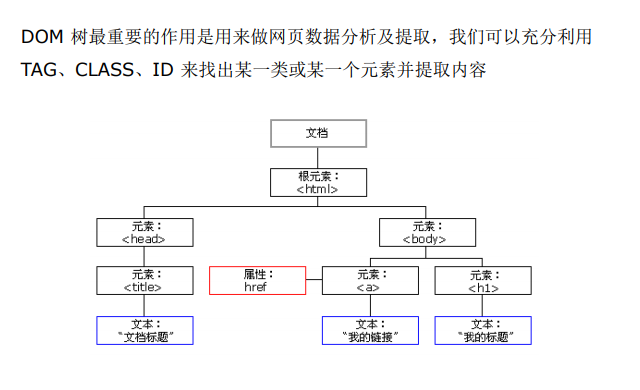 DOM 树最重要的作用是用来做网页数据分析及提取，我们可以充分利用
TAG、CLASS、ID 来找出某一类或某一个元素并提取内容
文档
根元素：
<html>
元素：
<head>
元素：
<body>
元素：
<title>
属性：
href
元素：
<a>
元素：
<h1>
文本：
“文档标题”
文本：
“我的链接”
文本：
“我的标题”